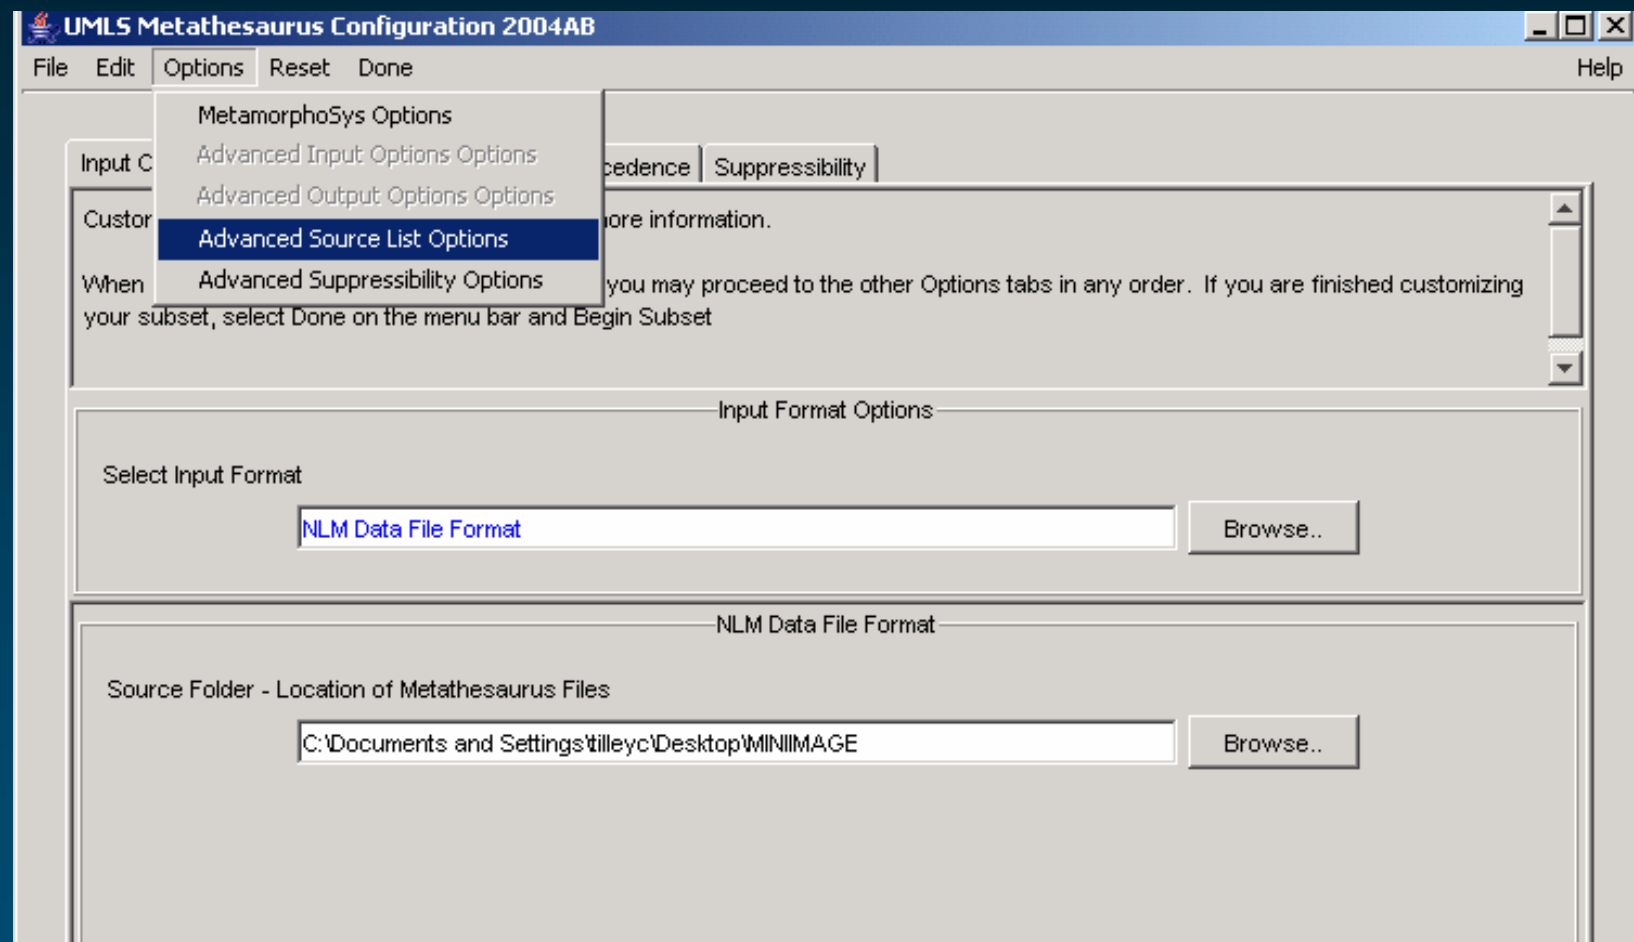 UMLS Metathesaurus Configuration 2004AB
File Edit Options Reset Done Help
MetamorphoSys Options
Advanced Input Options Options
Advanced Output Options Options
Advanced Source List Options
Advanced Suppressibility Options
Input
Suppressibility
information.
When you may proceed to the other Options tabs in any order. If you are finished customizing
your subset, select Done on the menu bar and Begin Subset
Input Format Options
Select Input Format
NLM Data File Format Browse..
NLM Data File Format
Source Folder - Location of Metathesaurus Files
C:\Documents and Settings\tilleyc\Desktop\MINIIMAGE Browse..